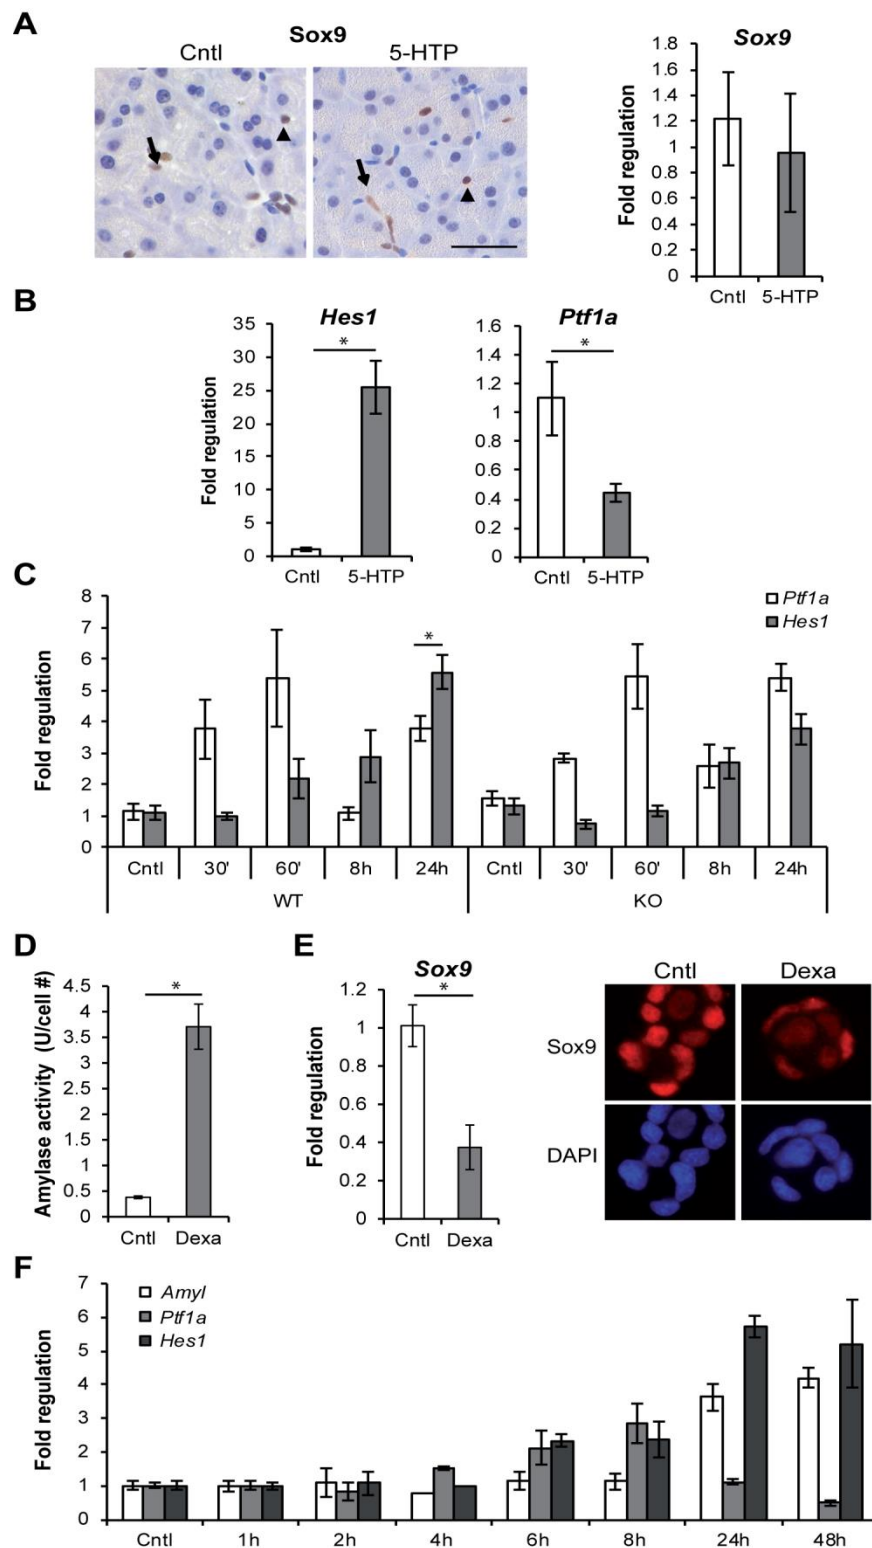 A
Sox9
Cntl 5-HTP
Sox9
Fold regulation
1.8
1.6
1.4
1.2
1
0.8
0.6
0.4
0.2
0
Cntl 5-HTP
B
Hes1
*
Fold regulation
35
30
25
20
15
10
5
0
Cntl 5-HTP
Ptf1a
*
1.6
1.4
1.2
1
0.8
0.6
0.4
0.2
0
Cntl 5-HTP
C
Fold regulation
8
7
6
5
4
3
2
1
0
*
Ptf1a
Hes1
Cntl 30' 60' 8h 24h Cntl 30' 60' 8h 24h
WT KO
D
Amylase activity (U/cell #)
4.5
4
3.5
3
2.5
2
1.5
1
0.5
0
*
Cntl Dexa
E
Sox9
*
Fold regulation
1.2
1
0.8
0.6
0.4
0.2
0
Cntl Dexa
Cntl Dexa
Sox9
DAPI
F
Fold regulation
7
6
5
4
3
2
1
0
Amyl
Ptf1a
Hes1
Cntl 1h 2h 4h 6h 8h 24h 48h